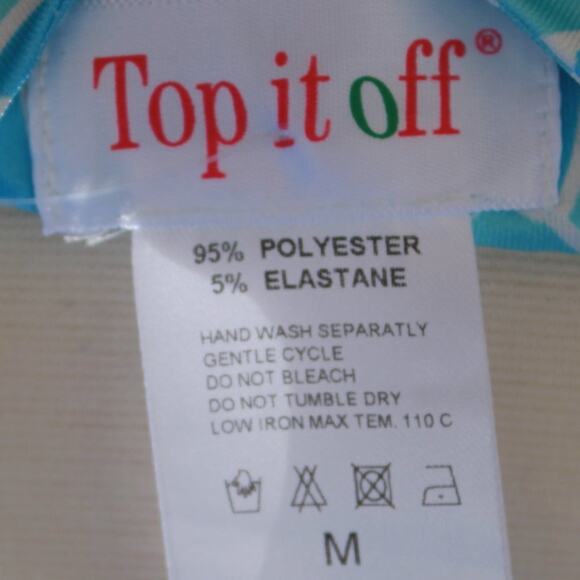 Top it off®
95% POLYESTER
5% ELASTANE
HAND WASH SEPARATLY
GENTLE CYCLE
DO NOT BLEACH
DO NOT TUMBLE DRY
LOW IRON MAX TEM. 110 C
M